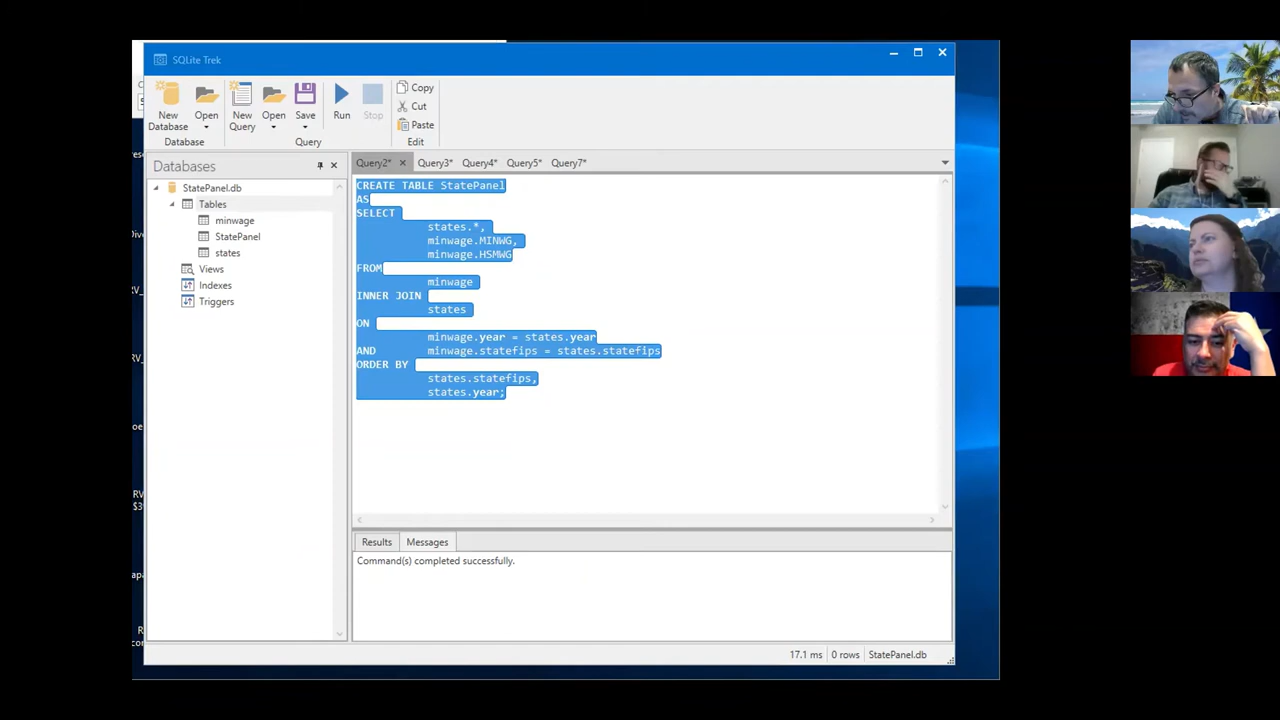 SQLite Trek
New Database
Open
New Query
Open
Save
Run
Stop
Copy
Cut
Paste
Database
Query
Edit
Databases
StatePanel.db
Tables
minwage
StatePanel
states
Views
Indexes
Triggers
Query2*
Query3*
Query4*
Query5*
Query7*
CREATE TABLE StatePanel
AS
SELECT
states.*,
minwage.MINWG,
minwage.HSMWG
FROM
minwage
INNER JOIN
states
ON
minwage.year = states.year
AND minwage.statefips = states.statefips
ORDER BY
states.statefips,
states.year;
Results
Messages
Command(s) completed successfully.
17.1 ms
0 rows
StatePanel.db